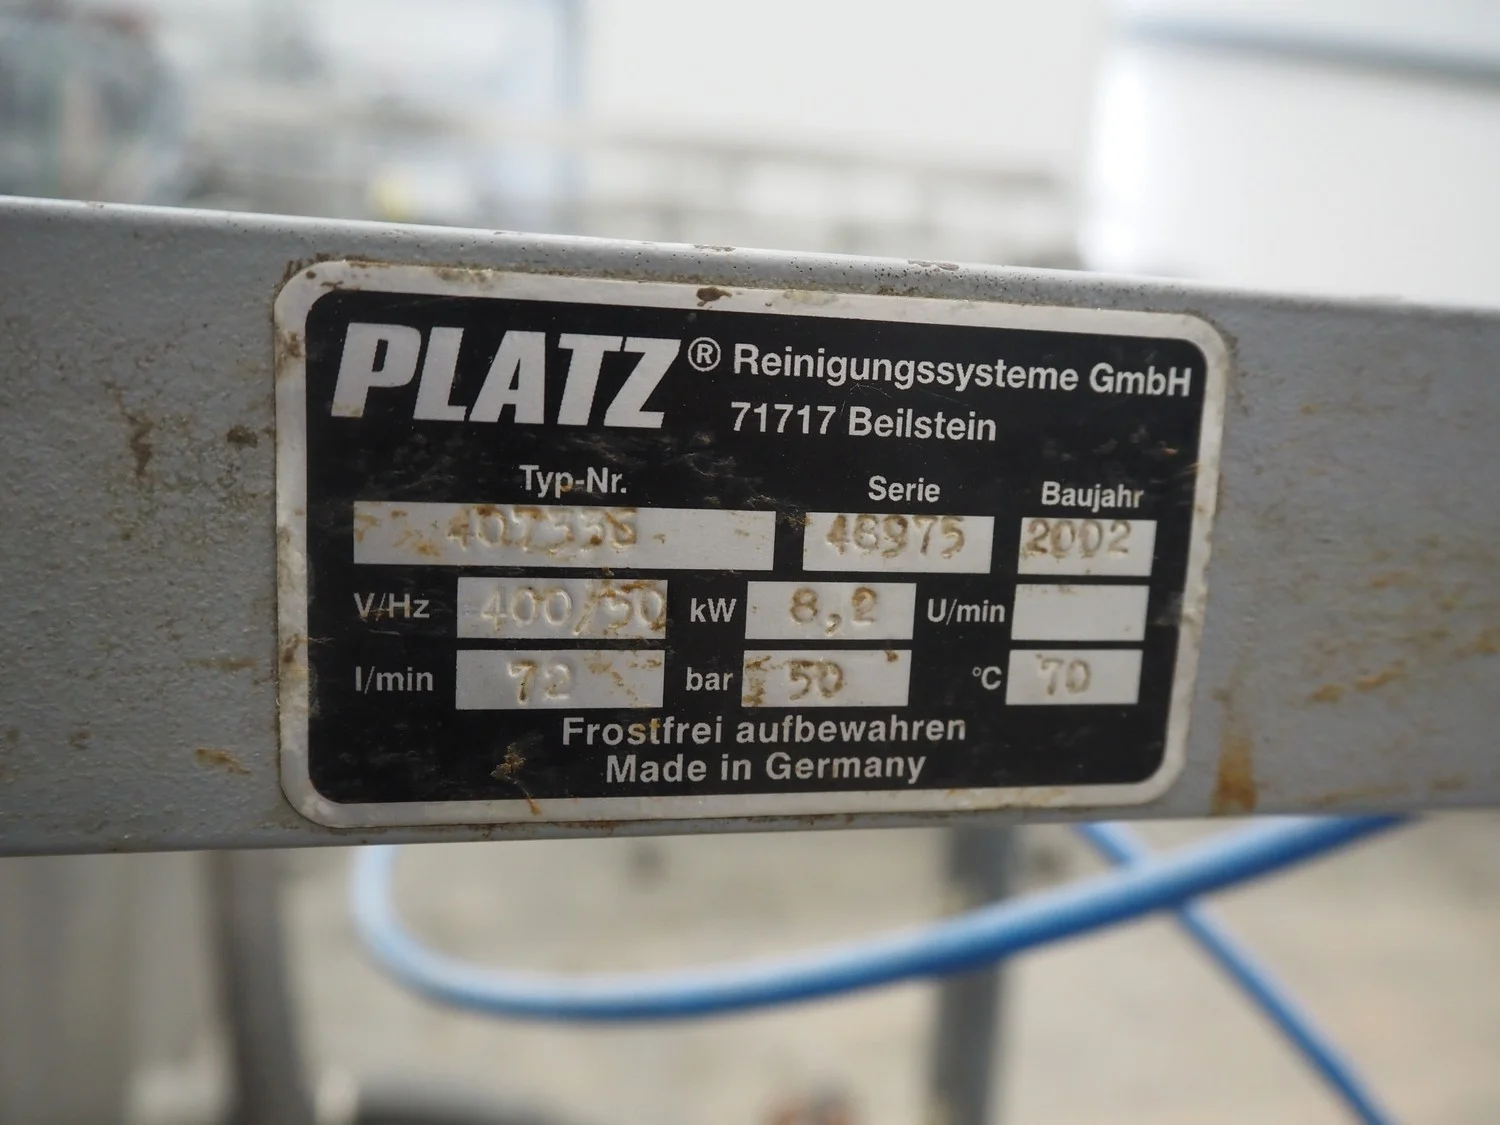 PLATZ® Reinigungssysteme GmbH
71717 Beilstein
Typ-Nr. Serie Baujahr
48975 2002
V/Hz 400/50 kW 8,2 U/min
l/min 72 bar 50 °C 70
Frostfrei aufbewahren
Made in Germany